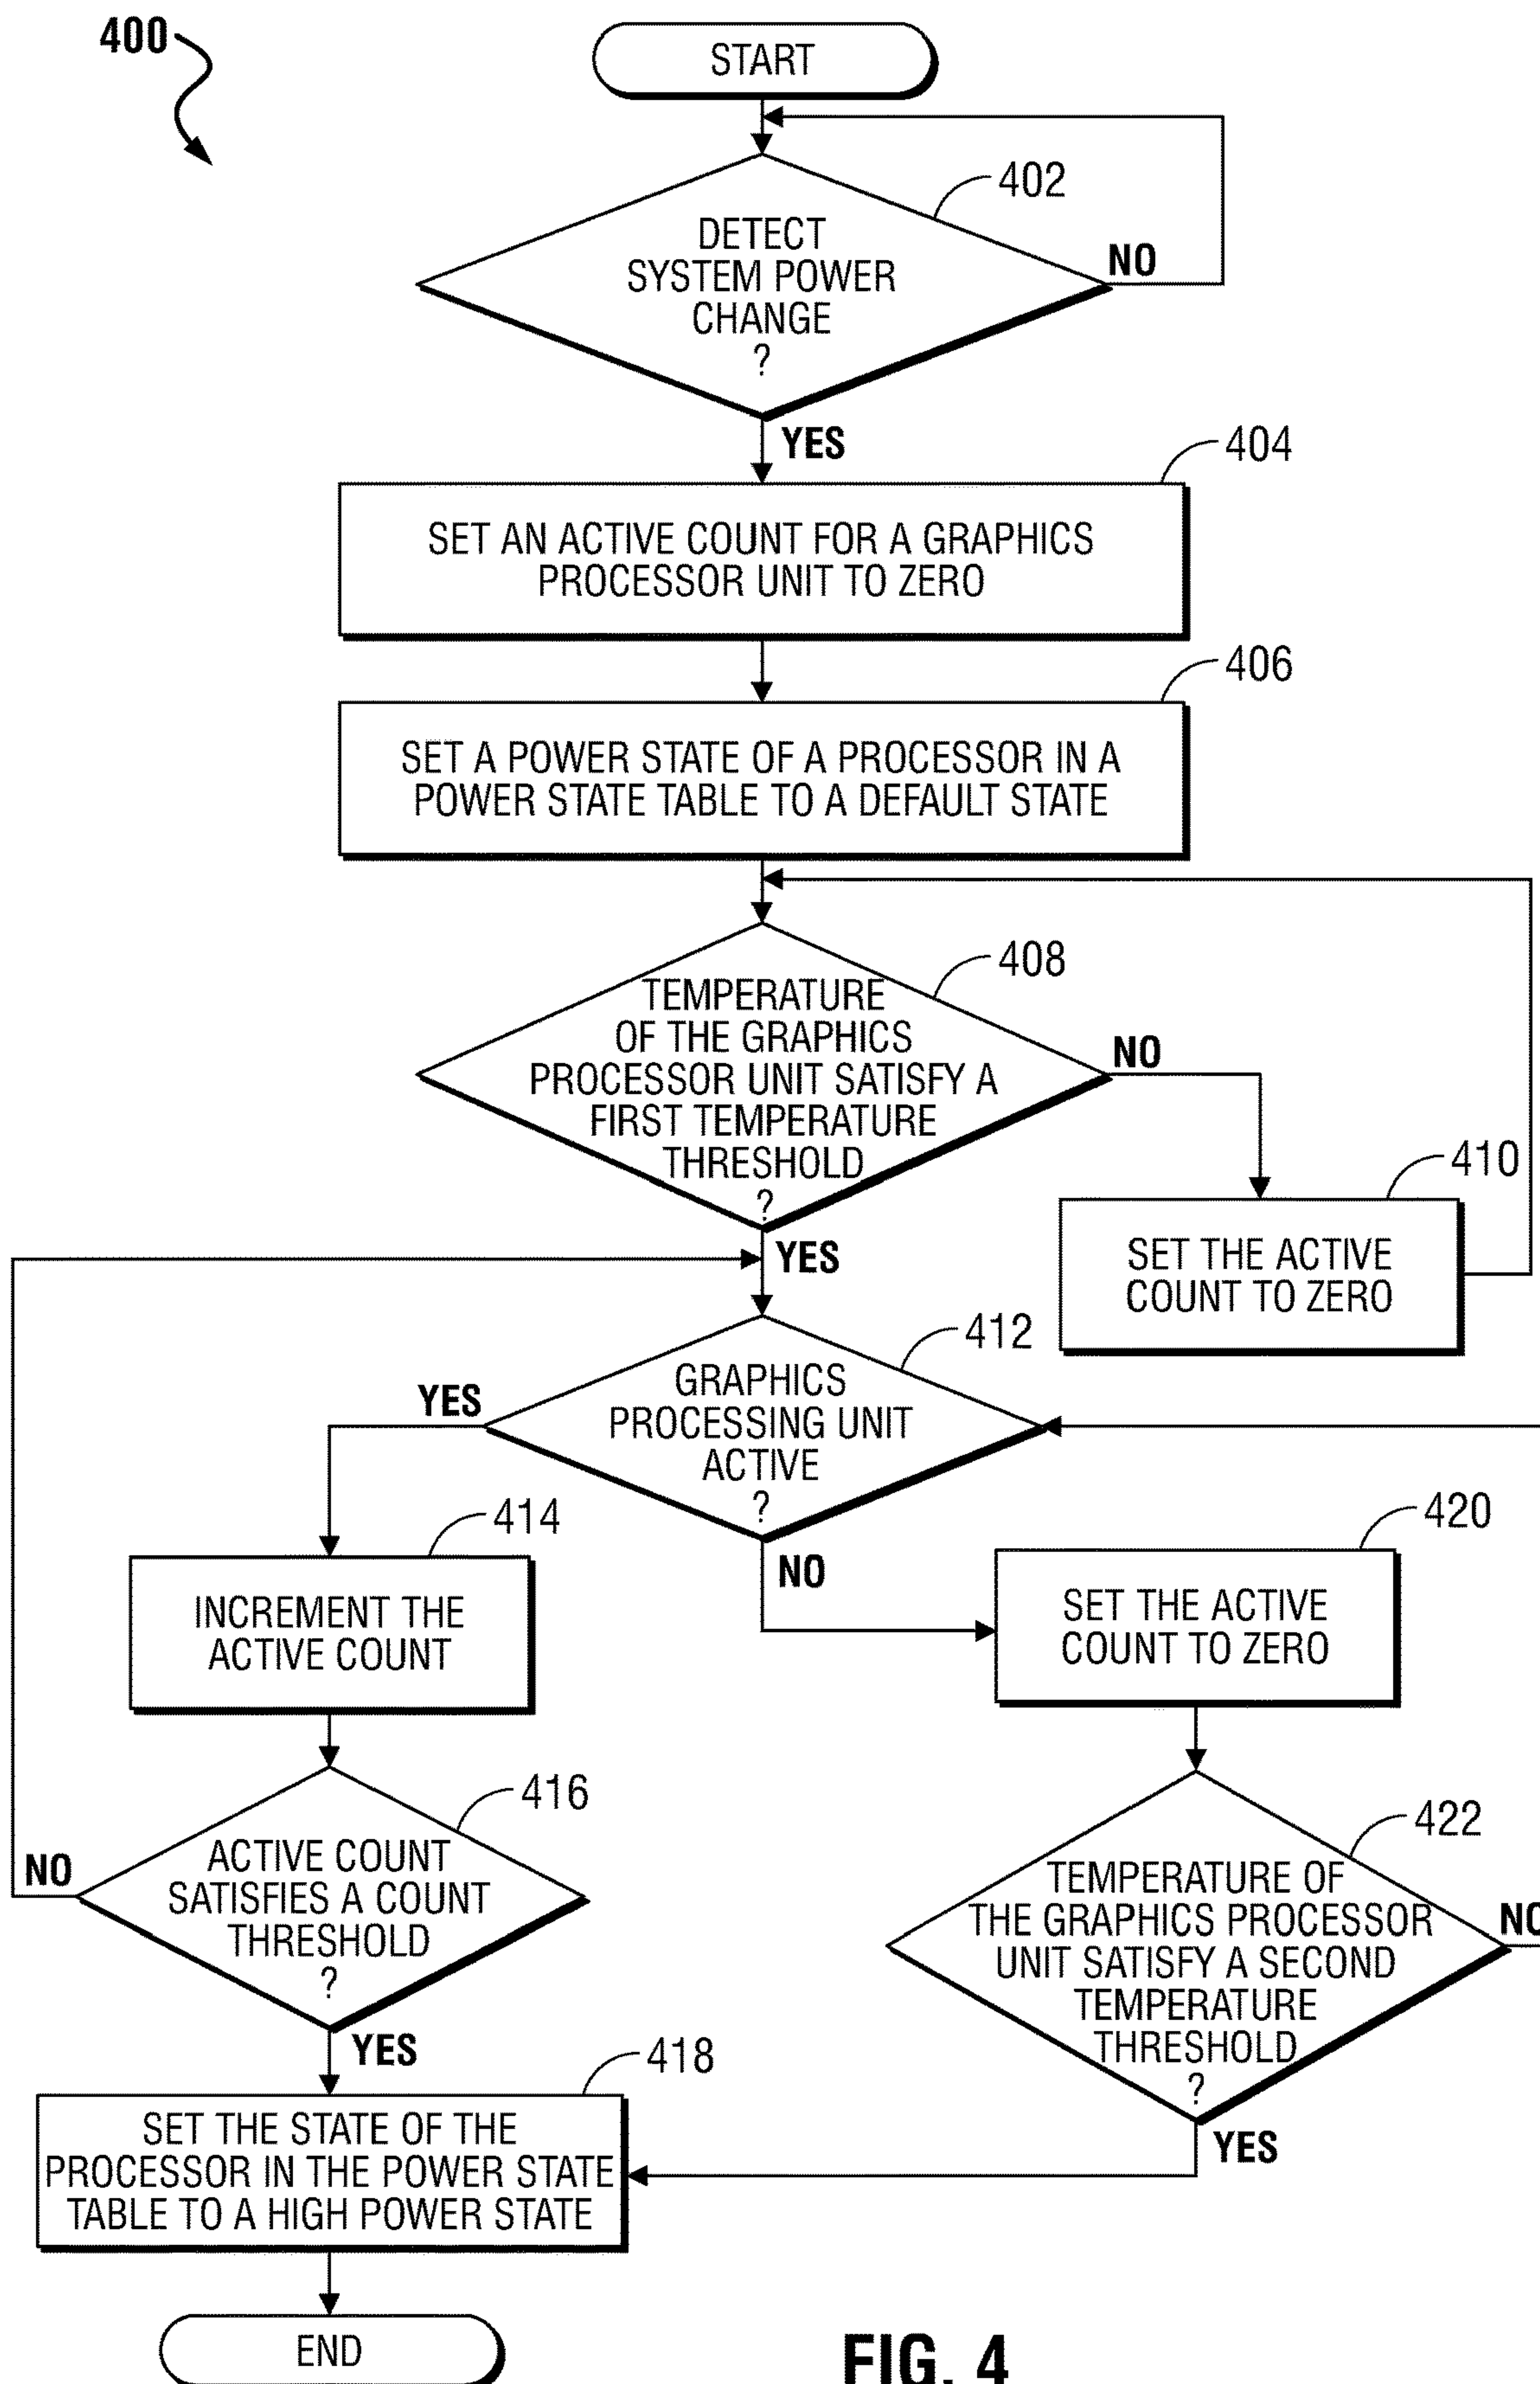 400
START
402
DETECT
SYSTEM POWER
CHANGE
?
NO
YES
404
SET AN ACTIVE COUNT FOR A GRAPHICS
PROCESSOR UNIT TO ZERO
406
SET A POWER STATE OF A PROCESSOR IN A
POWER STATE TABLE TO A DEFAULT STATE
408
TEMPERATURE
OF THE GRAPHICS
PROCESSOR UNIT SATISFY A
FIRST TEMPERATURE
THRESHOLD
?
NO
410
SET THE ACTIVE
COUNT TO ZERO
YES
412
GRAPHICS
PROCESSING UNIT
ACTIVE
?
YES
414
INCREMENT THE
ACTIVE COUNT
NO
420
SET THE ACTIVE
COUNT TO ZERO
416
ACTIVE COUNT
SATISFIES A COUNT
THRESHOLD
?
NO
YES
422
TEMPERATURE OF
THE GRAPHICS PROCESSOR
UNIT SATISFY A SECOND
TEMPERATURE
THRESHOLD
?
NO
YES
418
SET THE STATE OF THE
PROCESSOR IN THE POWER STATE
TABLE TO A HIGH POWER STATE
END
FIG. 4